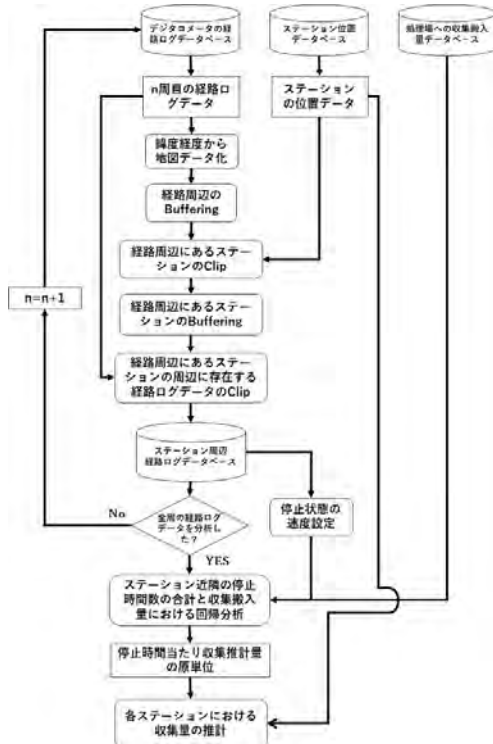 デジタコメータの経
路ログデータベース
ステーション位置
データベース
処理場への収集搬入
量データベース
n周目の経路ロ
グデータ
ステーション
の位置データ
緯度経度から
地図データ化
経路周辺の
Buffering
経路周辺にあるステ
ーションのClip
n=n+1
経路周辺にあるステー
ションのBuffering
経路周辺にあるステー
ションの周辺に存在する
経路ログデータのClip
ステーション周辺
経路ログデータベース
No
全周の経路ログ
データを分析し
た？
停止状態の
速度設定
YES
ステーション近隣の停止
時間数の合計と収集搬入
量における回帰分析
停止時間当たり収集推計量
の原単位
各ステーションにおける
収集量の推計